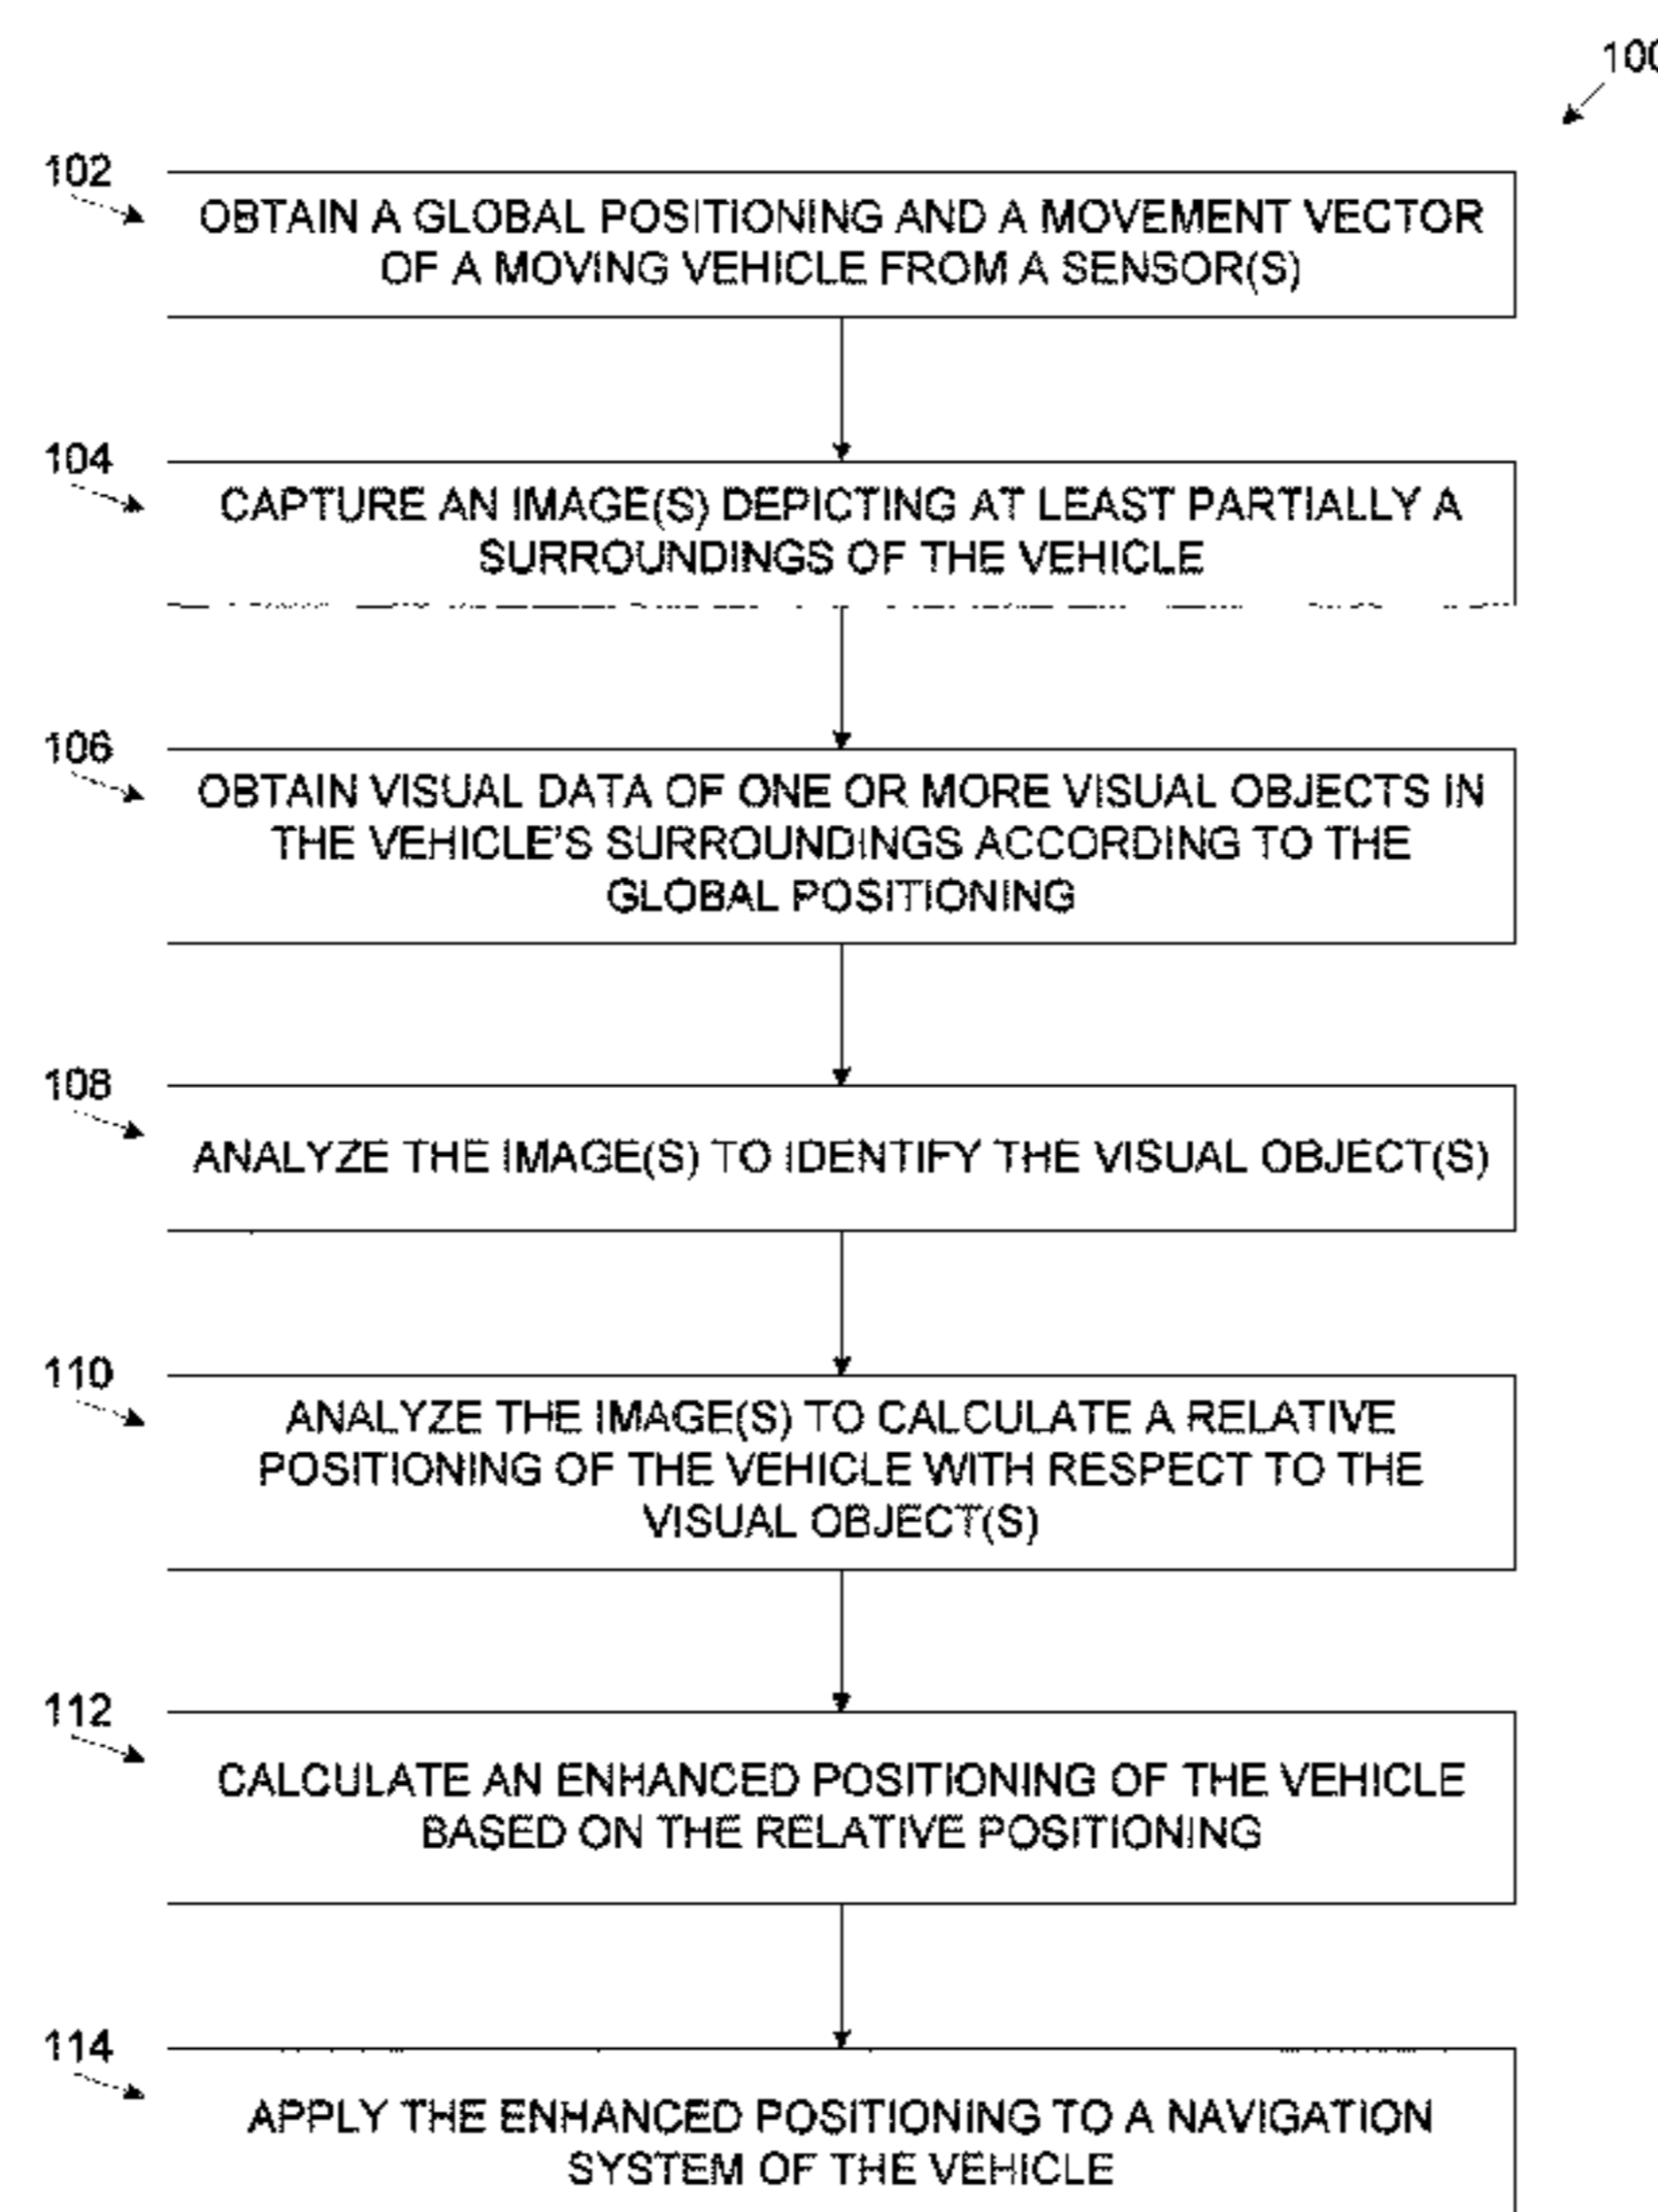 100
102
OBTAIN A GLOBAL POSITIONING AND A MOVEMENT VECTOR
OF A MOVING VEHICLE FROM A SENSOR(S)
104
CAPTURE AN IMAGE(S) DEPICTING AT LEAST PARTIALLY A
SURROUNDINGS OF THE VEHICLE
106
OBTAIN VISUAL DATA OF ONE OR MORE VISUAL OBJECTS IN
THE VEHICLE'S SURROUNDINGS ACCORDING TO THE
GLOBAL POSITIONING
108
ANALYZE THE IMAGE(S) TO IDENTIFY THE VISUAL OBJECT(S)
110
ANALYZE THE IMAGE(S) TO CALCULATE A RELATIVE
POSITIONING OF THE VEHICLE WITH RESPECT TO THE
VISUAL OBJECT(S)
112
CALCULATE AN ENHANCED POSITIONING OF THE VEHICLE
BASED ON THE RELATIVE POSITIONING
114
APPLY THE ENHANCED POSITIONING TO A NAVIGATION
SYSTEM OF THE VEHICLE